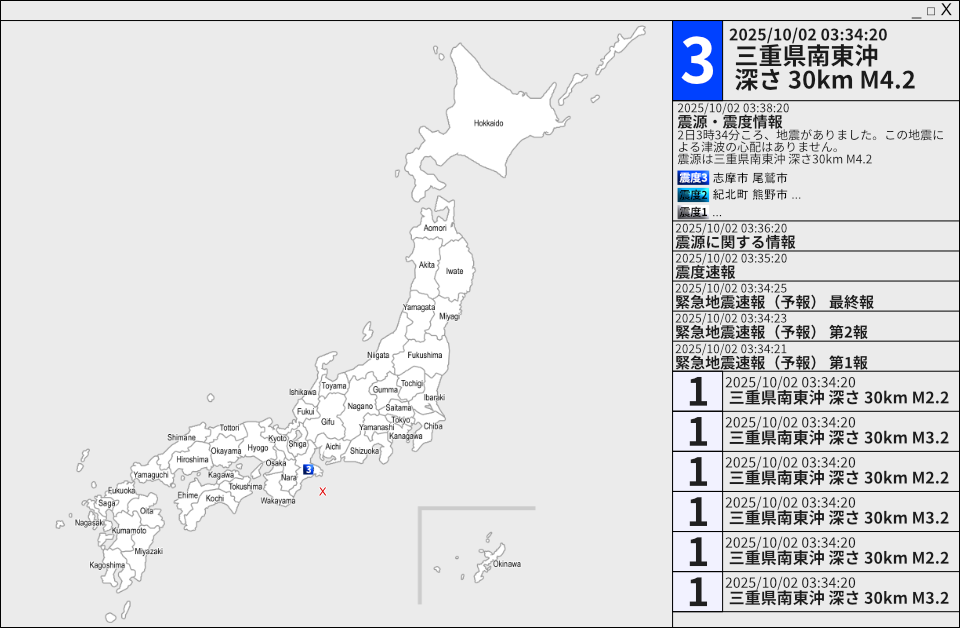 _ □ X
3
2025/10/02 03:34:20
三重県南東沖
深さ 30km M4.2
2025/10/02 03:38:20
震源・震度情報
2日3時34分ころ、地震がありました。この地震に
よる津波の心配はありません。
震源は三重県南東沖 深さ30km M4.2
震度3 志摩市 尾鷲市
震度2 紀北町 熊野市 ...
震度1 ...
2025/10/02 03:36:20
震源に関する情報
2025/10/02 03:35:20
震度速報
2025/10/02 03:34:25
緊急地震速報（予報） 最終報
2025/10/02 03:34:23
緊急地震速報（予報） 第2報
2025/10/02 03:34:21
緊急地震速報（予報） 第1報
1
2025/10/02 03:34:20
三重県南東沖 深さ 30km M2.2
1
2025/10/02 03:34:20
三重県南東沖 深さ 30km M3.2
1
2025/10/02 03:34:20
三重県南東沖 深さ 30km M2.2
1
2025/10/02 03:34:20
三重県南東沖 深さ 30km M3.2
1
2025/10/02 03:34:20
三重県南東沖 深さ 30km M2.2
1
2025/10/02 03:34:20
三重県南東沖 深さ 30km M3.2
Hokkaido
Aomori
Akita
Iwate
Yamagata
Miyagi
Niigata
Fukushima
Ishikawa
Toyama
Gumma
Tochigi
Ibaraki
Fukui
Gifu
Nagano
Saitama
Tokyo
Yamanashi
Chiba
Kanagawa
Tottori
Shimane
Kyoto
Shiga
Aichi
Shizuoka
Okayama
Hyogo
Hiroshima
Osaka
3
Nara
X
Yamaguchi
Kagawa
Tokushima
Ehime
Kochi
Wakayama
Fukuoka
Saga
Oita
Nagasaki
Kumamoto
Miyazaki
Kagoshima
Okinawa